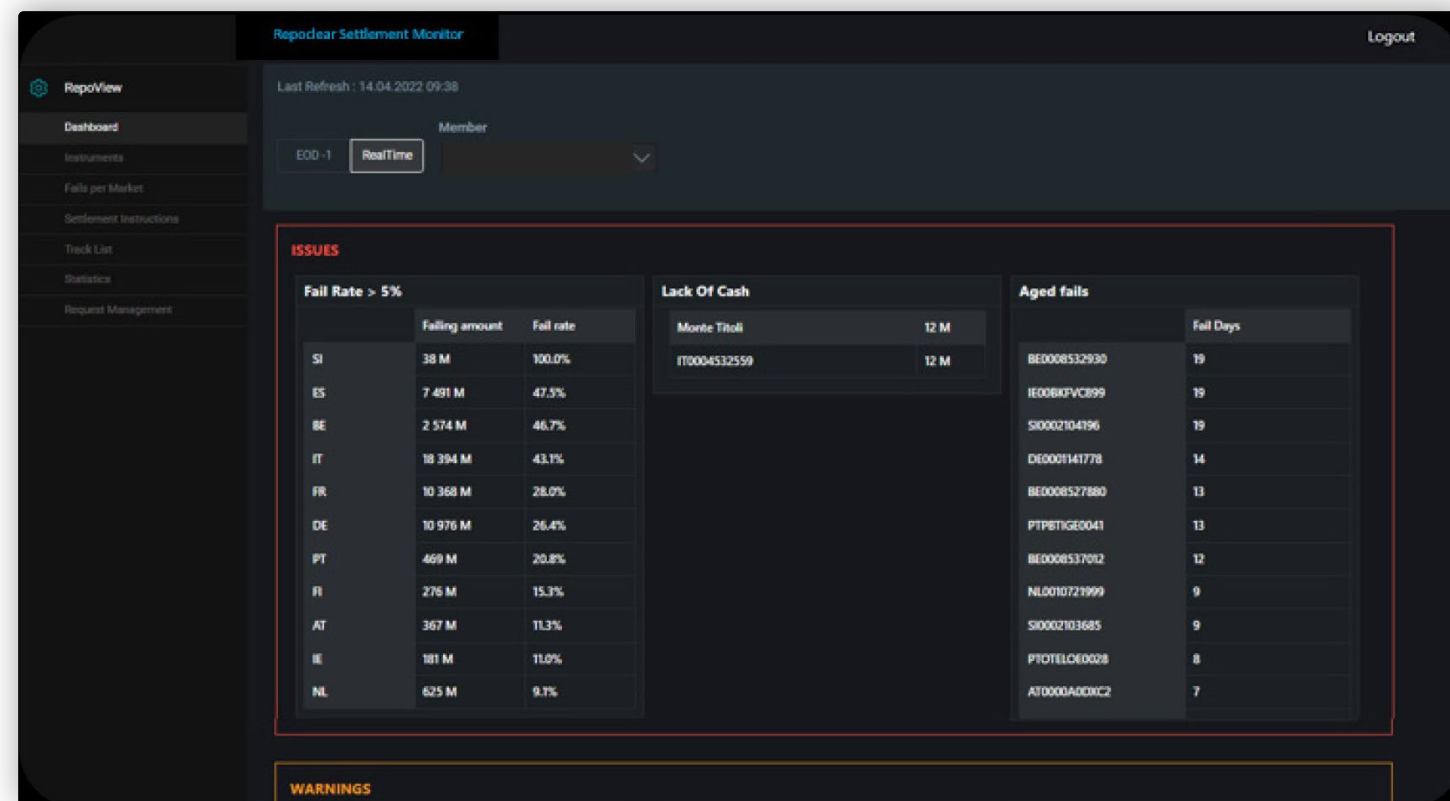 Repoclear Settlement Monitor
Logout
RepoView
Last Refresh : 14.04.2022 09:38
Dashboard
Instruments
Fails per Market
Settlement Instructions
Track List
Statistics
Request Management
Member
EOD -1 RealTime
ISSUES
Fail Rate > 5%
Failing amount Fail rate
SI 38 M 100.0%
ES 7 491 M 47.5%
BE 2 574 M 46.7%
IT 18 394 M 43.1%
FR 10 368 M 28.0%
DE 10 976 M 26.4%
PT 469 M 20.8%
FI 276 M 15.3%
AT 367 M 11.3%
IE 181 M 11.0%
NL 625 M 9.1%
Lack Of Cash
Monte Titoli 12 M
IT0004532559 12 M
Aged fails
Fail Days
BE0008532930 19
IE00BKFVC899 19
SI0002104196 19
DE0001141778 14
BE0008527880 13
PTPBTIGE0041 13
BE0008537012 12
NL0010721999 9
SI0002103685 9
PTOTELOE0028 8
AT0000A0DXC2 7
WARNINGS